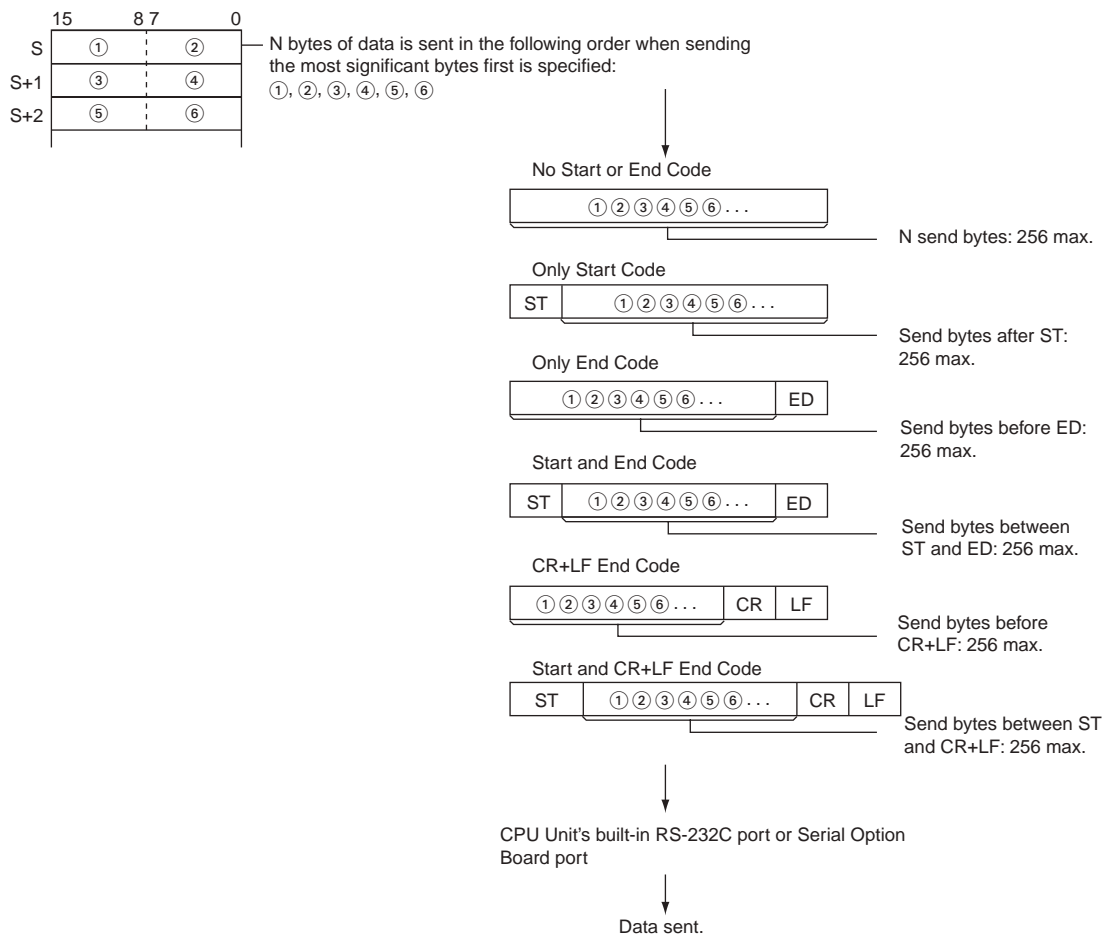 15 8 7 0
S ① ②
S+1 ③ ④
S+2 ⑤ ⑥
N bytes of data is sent in the following order when sending
the most significant bytes first is specified:
①, ②, ③, ④, ⑤, ⑥
No Start or End Code
①②③④⑤⑥...
N send bytes: 256 max.
Only Start Code
ST ①②③④⑤⑥...
Send bytes after ST:
256 max.
Only End Code
①②③④⑤⑥... ED
Send bytes before ED:
256 max.
Start and End Code
ST ①②③④⑤⑥... ED
Send bytes between
ST and ED: 256 max.
CR+LF End Code
①②③④⑤⑥... CR LF
Send bytes before
CR+LF: 256 max.
Start and CR+LF End Code
ST ①②③④⑤⑥... CR LF
Send bytes between ST
and CR+LF: 256 max.
CPU Unit's built-in RS-232C port or Serial Option
Board port
Data sent.